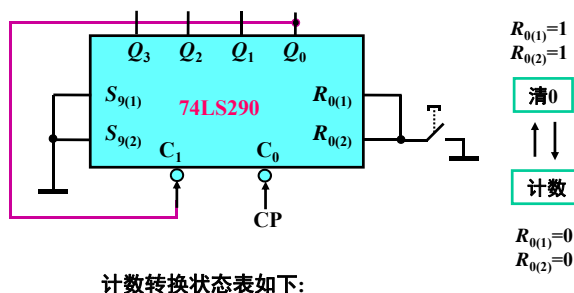 Q3 Q2 Q1 Q0
S9(1) 74LS290 R0(1)
S9(2) R0(2)
C1 C0
CP
R0(1)=1
R0(2)=1
清0
计数
R0(1)=0
R0(2)=0
计数转换状态表如下: